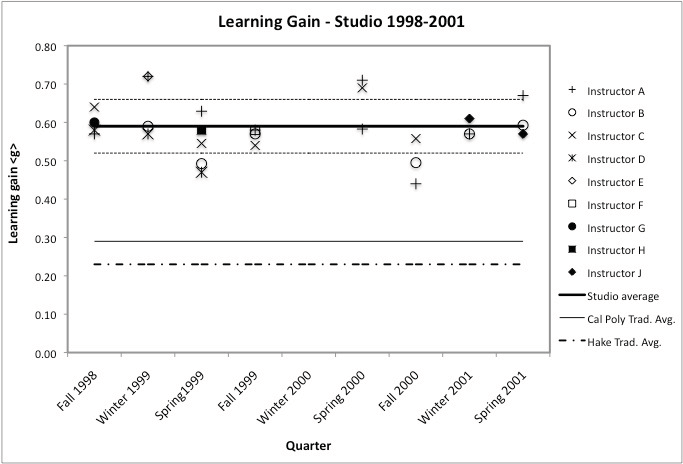 Learning Gain - Studio 1998-2001
Learning gain <g>
0.80
0.70
0.60
0.50
0.40
0.30
0.20
0.10
0.00
Fall 1998
Winter 1999
Spring1999
Fall 1999
Winter 2000
Spring 2000
Fall 2000
Winter 2001
Spring 2001
Quarter
Instructor A
Instructor B
Instructor C
Instructor D
Instructor E
Instructor F
Instructor G
Instructor H
Instructor J
Studio average
Cal Poly Trad. Avg.
Hake Trad. Avg.